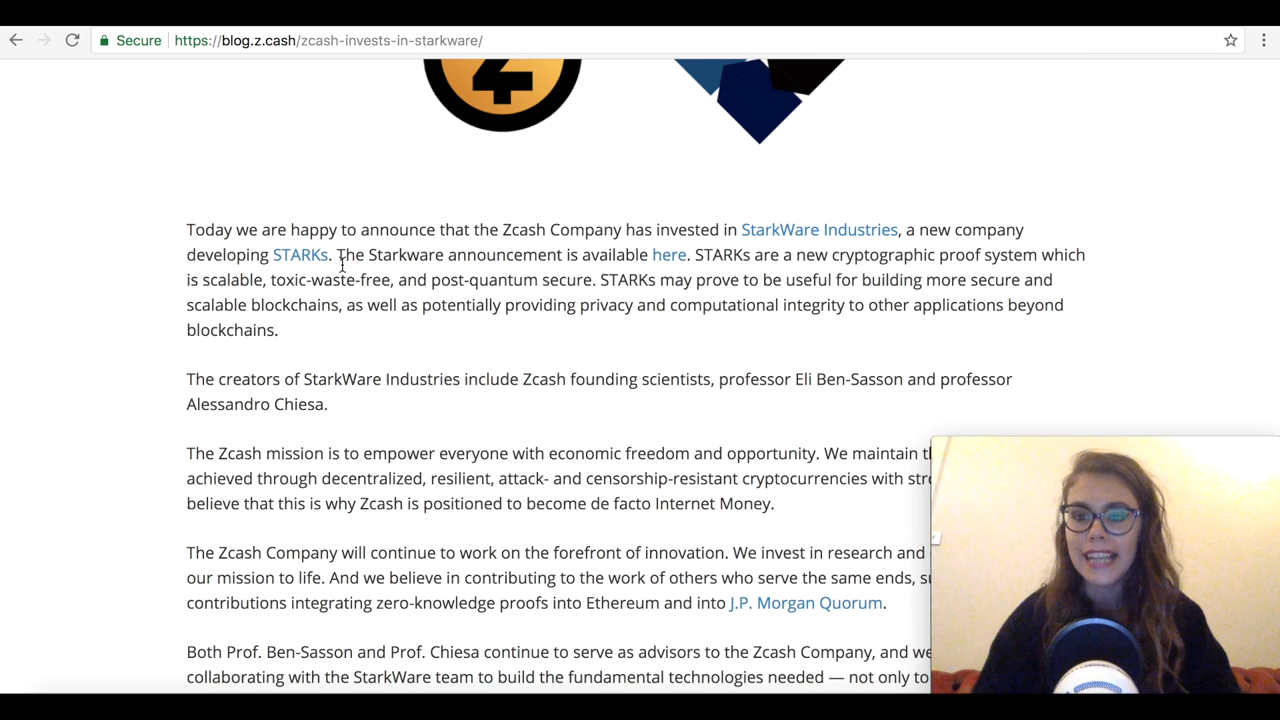 Secure https://blog.z.cash/zcash-invests-in-starkware/
Today we are happy to announce that the Zcash Company has invested in StarkWare Industries, a new company
developing STARKs. The Starkware announcement is available here. STARKs are a new cryptographic proof system which
is scalable, toxic-waste-free, and post-quantum secure. STARKs may prove to be useful for building more secure and
scalable blockchains, as well as potentially providing privacy and computational integrity to other applications beyond
blockchains.
The creators of StarkWare Industries include Zcash founding scientists, professor Eli Ben-Sasson and professor
Alessandro Chiesa.
The Zcash mission is to empower everyone with economic freedom and opportunity. We maintain
achieved through decentralized, resilient, attack- and censorship-resistant cryptocurrencies with
believe that this is why Zcash is positioned to become de facto Internet Money.
The Zcash Company will continue to work on the forefront of innovation. We invest in research and
our mission to life. And we believe in contributing to the work of others who serve the same ends,
contributions integrating zero-knowledge proofs into Ethereum and into J.P. Morgan Quorum.
Both Prof. Ben-Sasson and Prof. Chiesa continue to serve as advisors to the Zcash Company, and we
collaborating with the StarkWare team to build the fundamental technologies needed — not only to